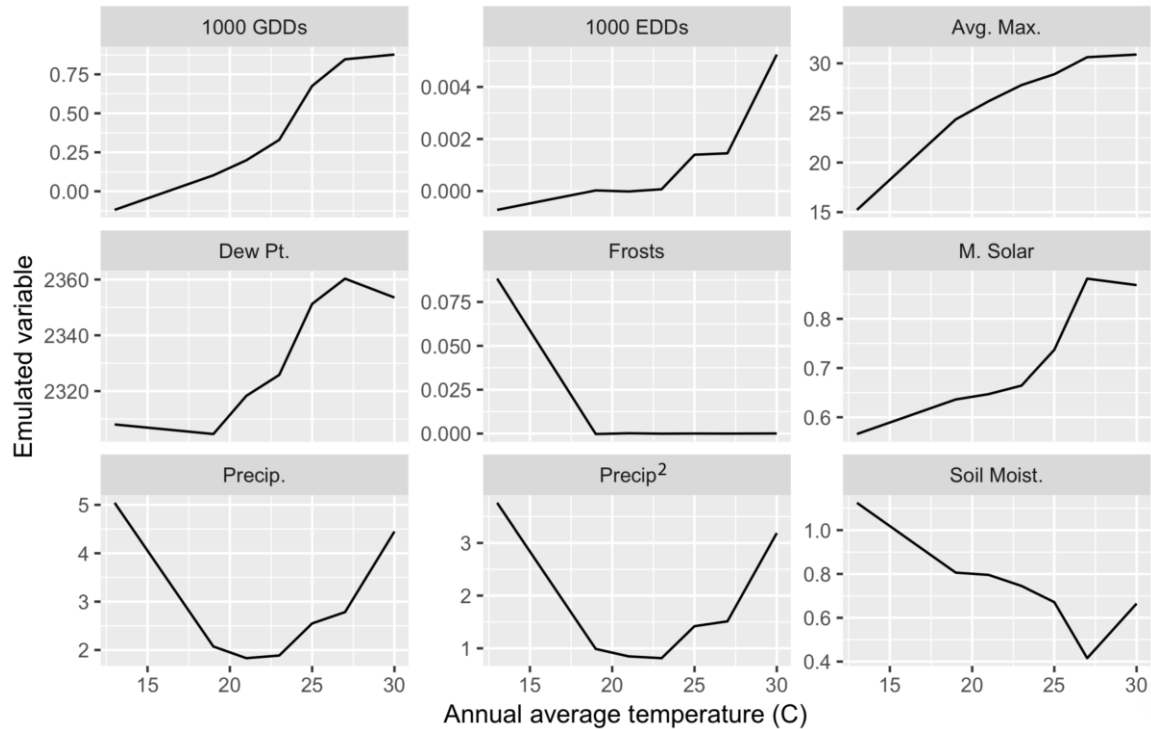 1000 GDDs
1000 EDDs
Avg. Max.
0.75
0.50
0.25
0.00
0.004
0.002
0.000
30
25
20
15
Dew Pt.
Frosts
M. Solar
2360
2340
2320
0.075
0.050
0.025
0.000
0.8
0.7
0.6
Emulated variable
Precip.
Precip²
Soil Moist.
5
4
3
2
3
2
1
1.0
0.8
0.6
0.4
15 20 25 30
15 20 25 30
15 20 25 30
Annual average temperature (C)